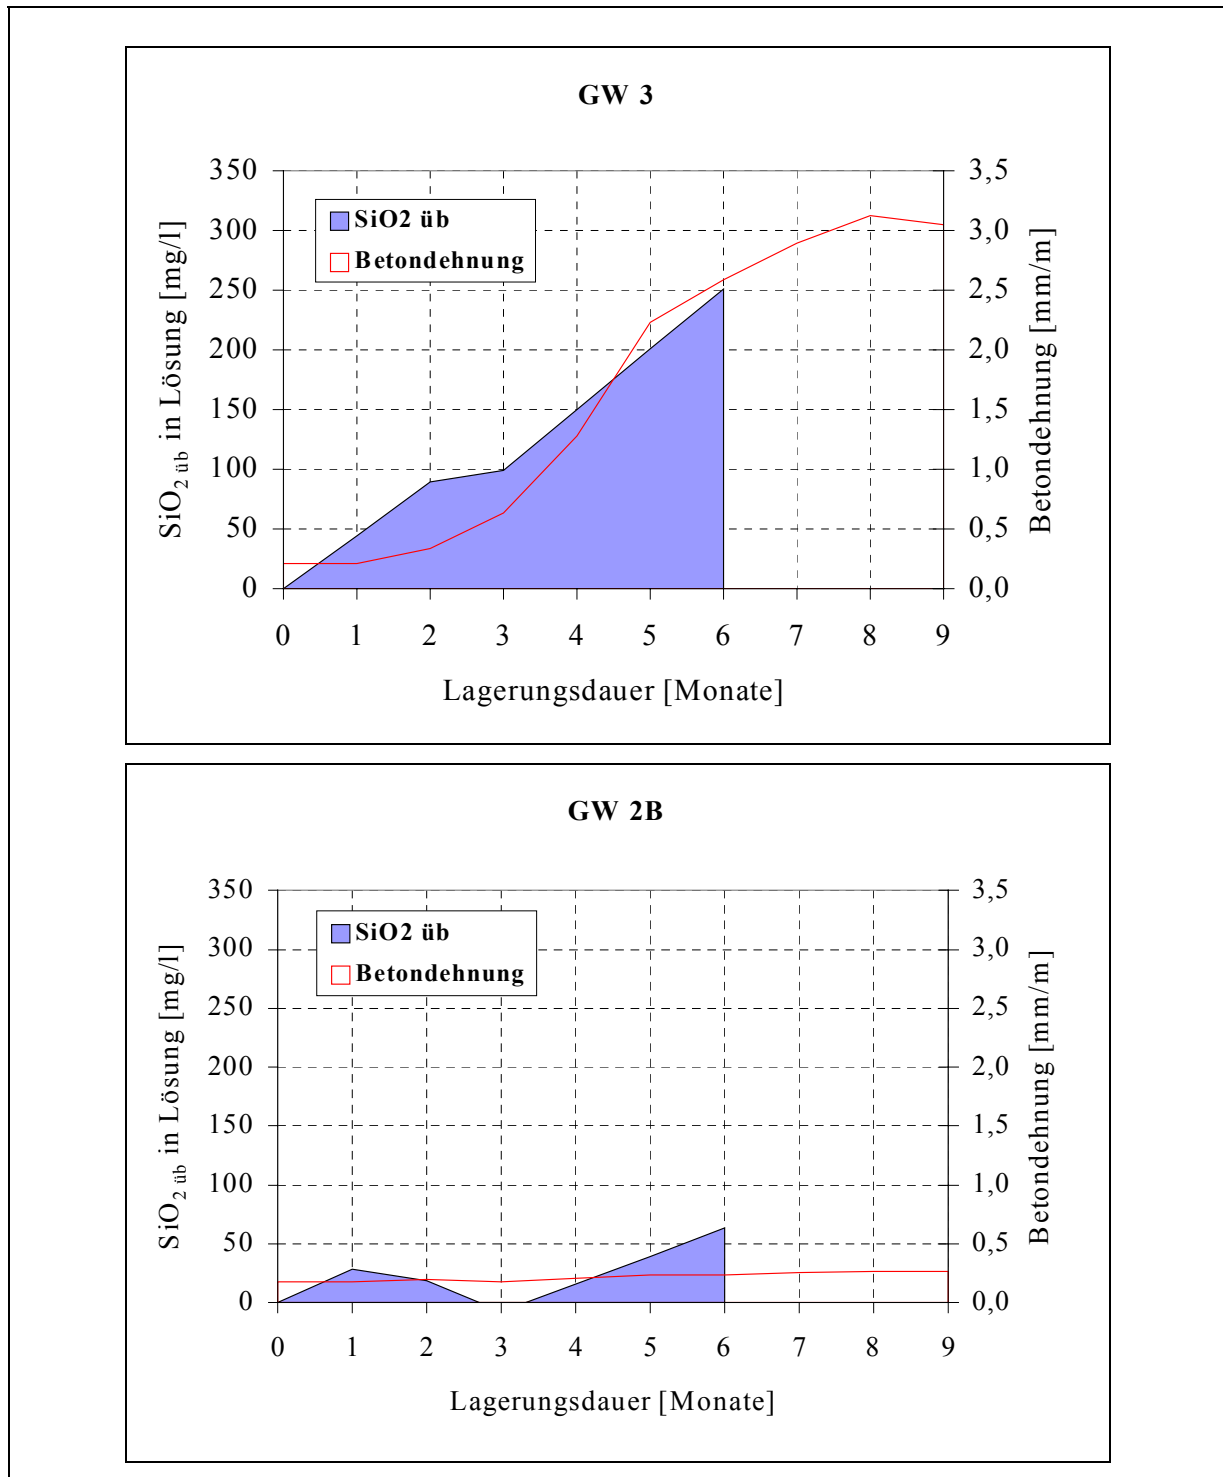 GW 3
350
300
250
200
150
100
50
0
SiO2 üb in Lösung [mg/l]
SiO2 üb
Betondehnung
3,5
3,0
2,5
2,0
1,5
1,0
0,5
0,0
Betondehnung [mm/m]
0 1 2 3 4 5 6 7 8 9
Lagerungsdauer [Monate]
GW 2B
350
300
250
200
150
100
50
0
SiO2 üb in Lösung [mg/l]
SiO2 üb
Betondehnung
3,5
3,0
2,5
2,0
1,5
1,0
0,5
0,0
Betondehnung [mm/m]
0 1 2 3 4 5 6 7 8 9
Lagerungsdauer [Monate]